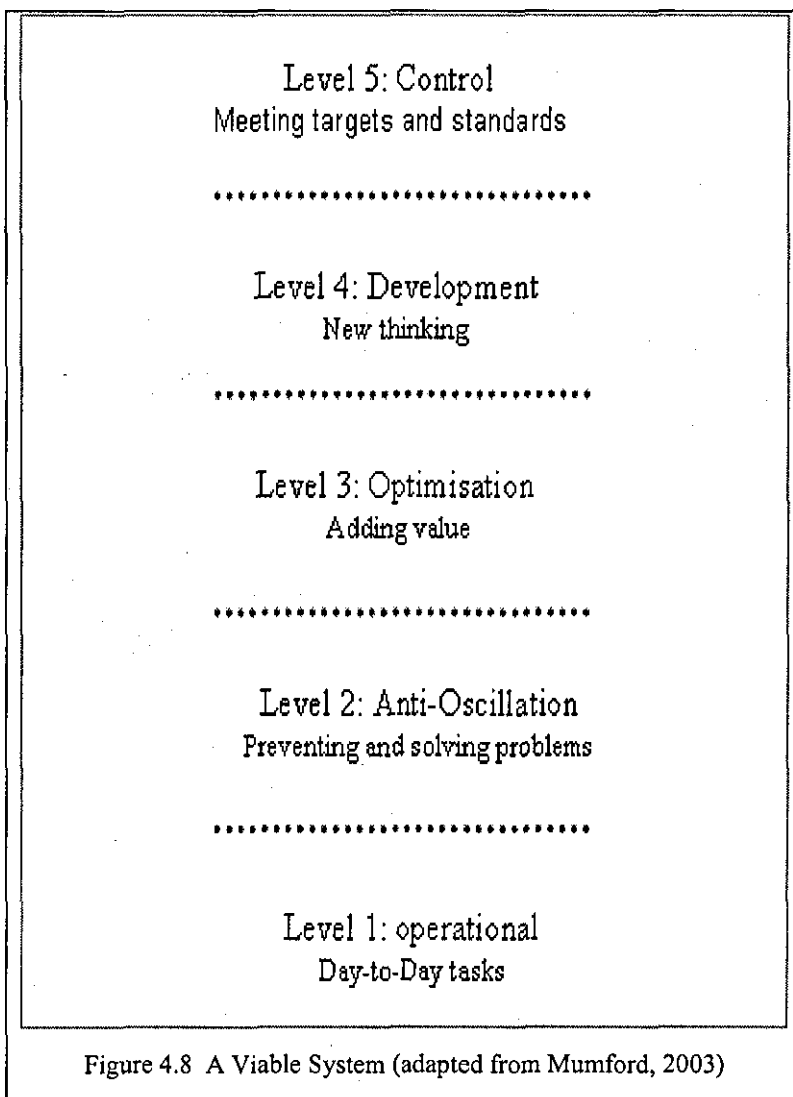 Level 5: Control
Meeting targets and standards
Level 4: Development
New thinking
Level 3: Optimisation
Adding value
Level 2: Anti-Oscillation
Preventing and solving problems
Level 1: operational
Day-to-Day tasks
Figure 4.8 A Viable System (adapted from Mumford, 2003)